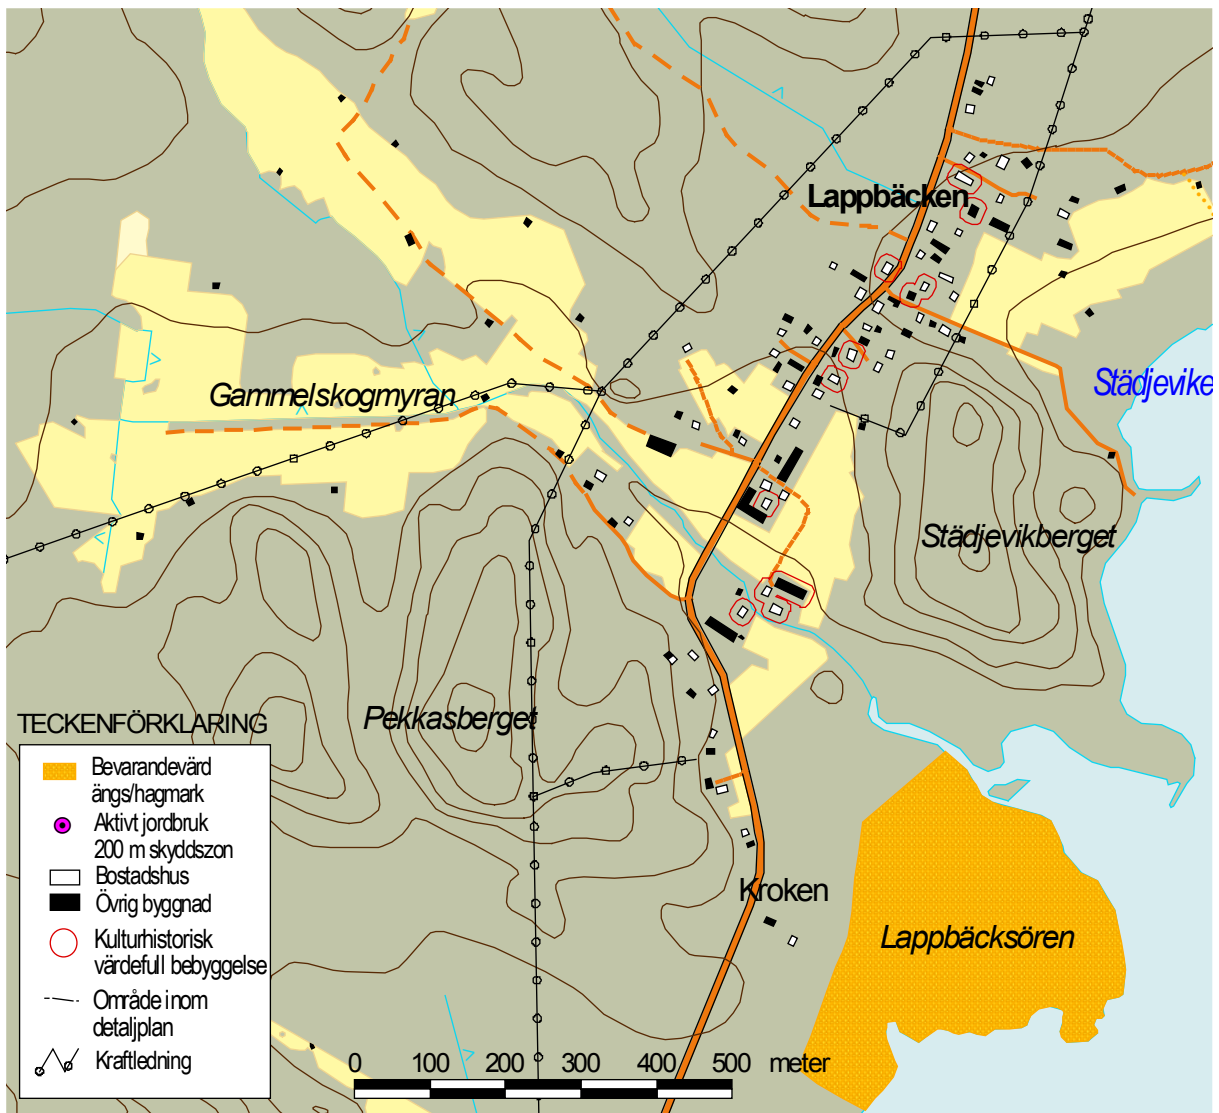 Lappbäcken
Gammelskogmyran
Städjevike
Städjevikberget
Pekkasberget
TECKENFÖRKLARING
Bevarandevärd
ängs/hagmark
Aktivt jordbruk
200 m skyddszon
Bostadshus
Övrig byggnad
Kulturhistorisk
värdefull bebyggelse
Område inom
detaljplan
Kraftledning
Kroken
Lappbäcksören
0 100 200 300 400 500 meter